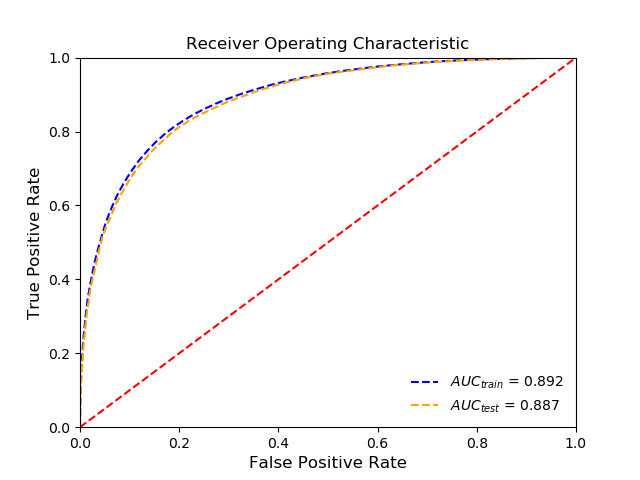 Receiver Operating Characteristic
True Positive Rate
1.0
0.8
0.6
0.4
0.2
0.0
AUCtrain = 0.892
AUCtest = 0.887
0.0 0.2 0.4 0.6 0.8 1.0
False Positive Rate